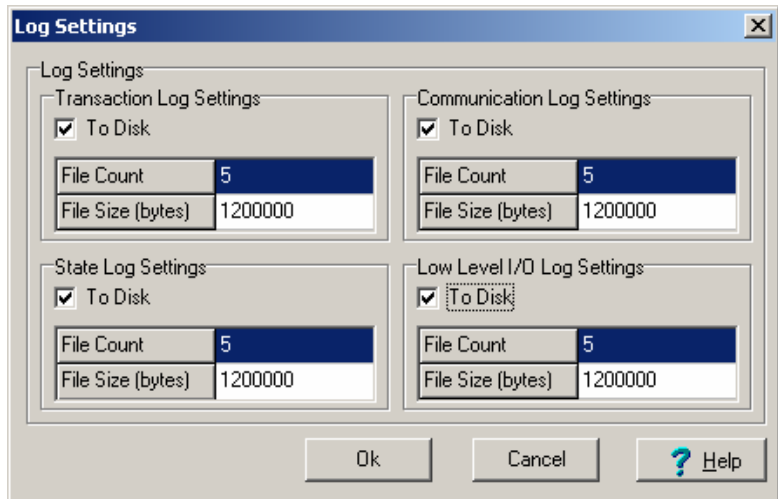 Log Settings
Log Settings
Transaction Log Settings
To Disk
File Count 5
File Size (bytes) 1200000
Communication Log Settings
To Disk
File Count 5
File Size (bytes) 1200000
State Log Settings
To Disk
File Count 5
File Size (bytes) 1200000
Low Level I/O Log Settings
To Disk
File Count 5
File Size (bytes) 1200000
Ok Cancel ? Help